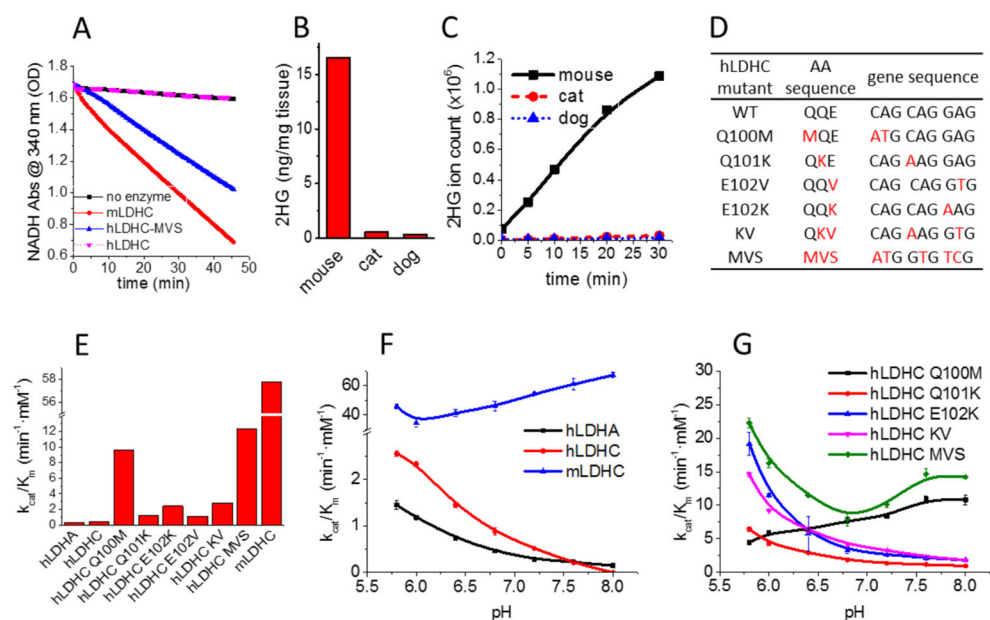 A
NADH Abs @ 340 nm (OD)
1.8
1.6
1.4
1.2
1.0
0.8
0.6
no enzyme
mLDHC
hLDHC-MVS
hLDHC
0 10 20 30 40 50
time (min)
B
2HG (ng/mg tissue)
15
10
5
0
mouse
cat
dog
C
2HG ion count (x10⁶)
1.2
1.0
0.8
0.6
0.4
0.2
0.0
mouse
cat
dog
0 5 10 15 20 25 30
time (min)
D
hLDHC mutant AA sequence gene sequence
WT QQE CAG CAG GAG
Q100M MQE ATG CAG GAG
Q101K QKE CAG AAG GAG
E102V QQV CAG CAG GTG
E102K QQK CAG CAG AAG
KV QKV CAG AAG GTG
MVS MVS ATG GTG TCG
E
kcat/Km (min⁻¹·mM⁻¹)
58
56
15
10
5
0
hLDHA
hLDHC
hLDHC Q100M
hLDHC Q101K
hLDHC E102K
hLDHC E102V
hLDHC KV
hLDHC MVS
mLDHC
F
kcat/Km (min⁻¹·mM⁻¹)
60
40
3
2
1
0
hLDHA
hLDHC
mLDHC
5.5 6.0 6.5 7.0 7.5 8.0
pH
G
kcat/Km (min⁻¹·mM⁻¹)
30
25
20
15
10
5
0
hLDHC Q100M
hLDHC Q101K
hLDHC E102K
hLDHC KV
hLDHC MVS
5.5 6.0 6.5 7.0 7.5 8.0
pH